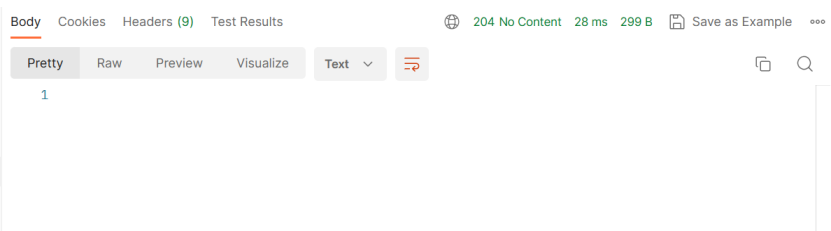 Body Cookies Headers (9) Test Results 204 No Content 28 ms 299 B Save as Example
Pretty Raw Preview Visualize Text
1